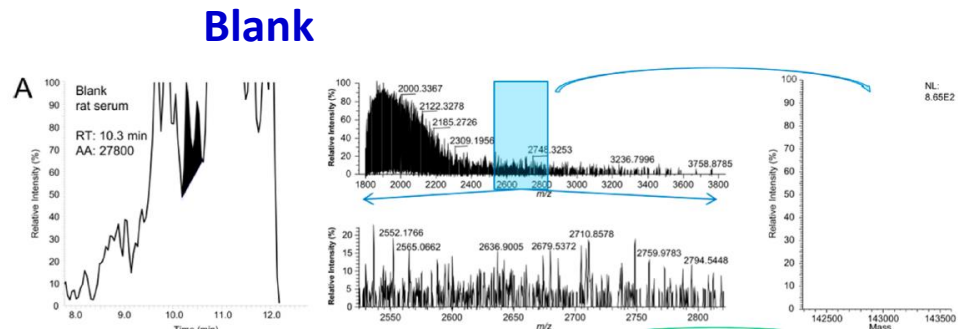 Blank
A
Blank
rat serum
RT: 10.3 min
AA: 27800
Relative Intensity (%)
100
90
80
70
60
50
40
30
20
10
0
8.0 9.0 10.0 11.0 12.0
Time (min)
Relative Intensity (%)
100
80
60
40
20
0
2000.3367
2122.3278
2185.2726
2309.1956
2748.3253
3236.7996
3758.8785
1800 2000 2200 2400 2600 2800 3000 3200 3400 3600 3800
m/z
Relative Intensity (%)
20
15
10
5
0
2552.1766
2565.0662
2636.9005
2679.5372
2710.8578
2759.9783
2794.5448
2550 2600 2650 2700 2750 2800
m/z
Relative Intensity (%)
100
90
80
70
60
50
40
30
20
10
0
NL:
8.65E2
142500 143000 143500
Mass